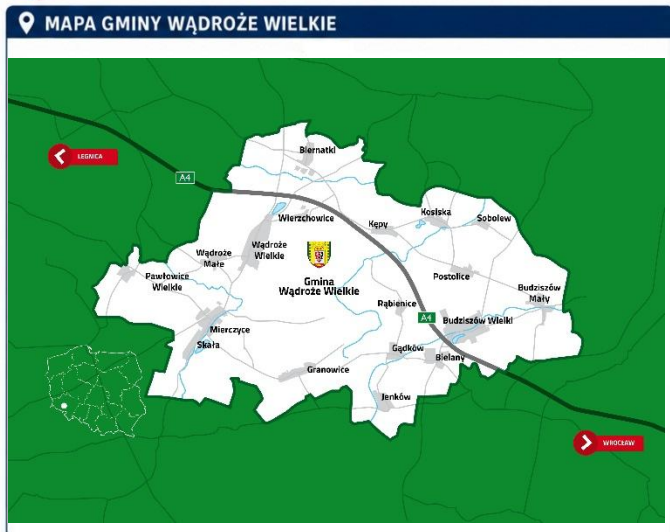 MAPA GMINY WĄDROŻE WIELKIE
LEGNICA
A4
Biernatki
Wierzchowice
Kępy
Kosiska
Sobolew
Wądroże
Wielkie
Wądroże
Małe
Pawłowice
Wielkie
Gmina
Wądroże Wielkie
Postolice
Budziszów
Mały
Rąbienice
A4
Budziszów Wielki
Mierczyce
Skała
Gądków
Bielany
Granowice
Jenków
WROCŁAW